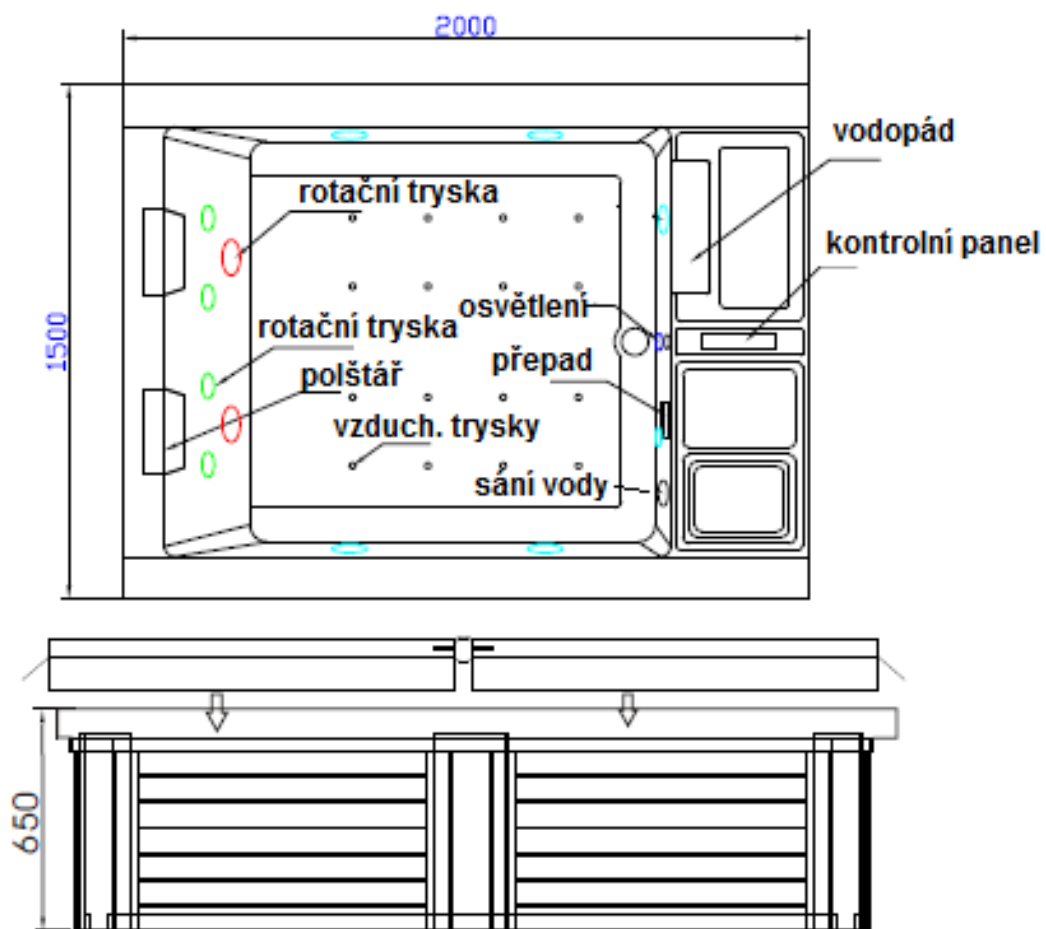 2000
vodopád
rotační tryska
kontrolní panel
osvětlení
1500
rotační tryska
přepad
polštář
vzduch. trysky
sání vody
650